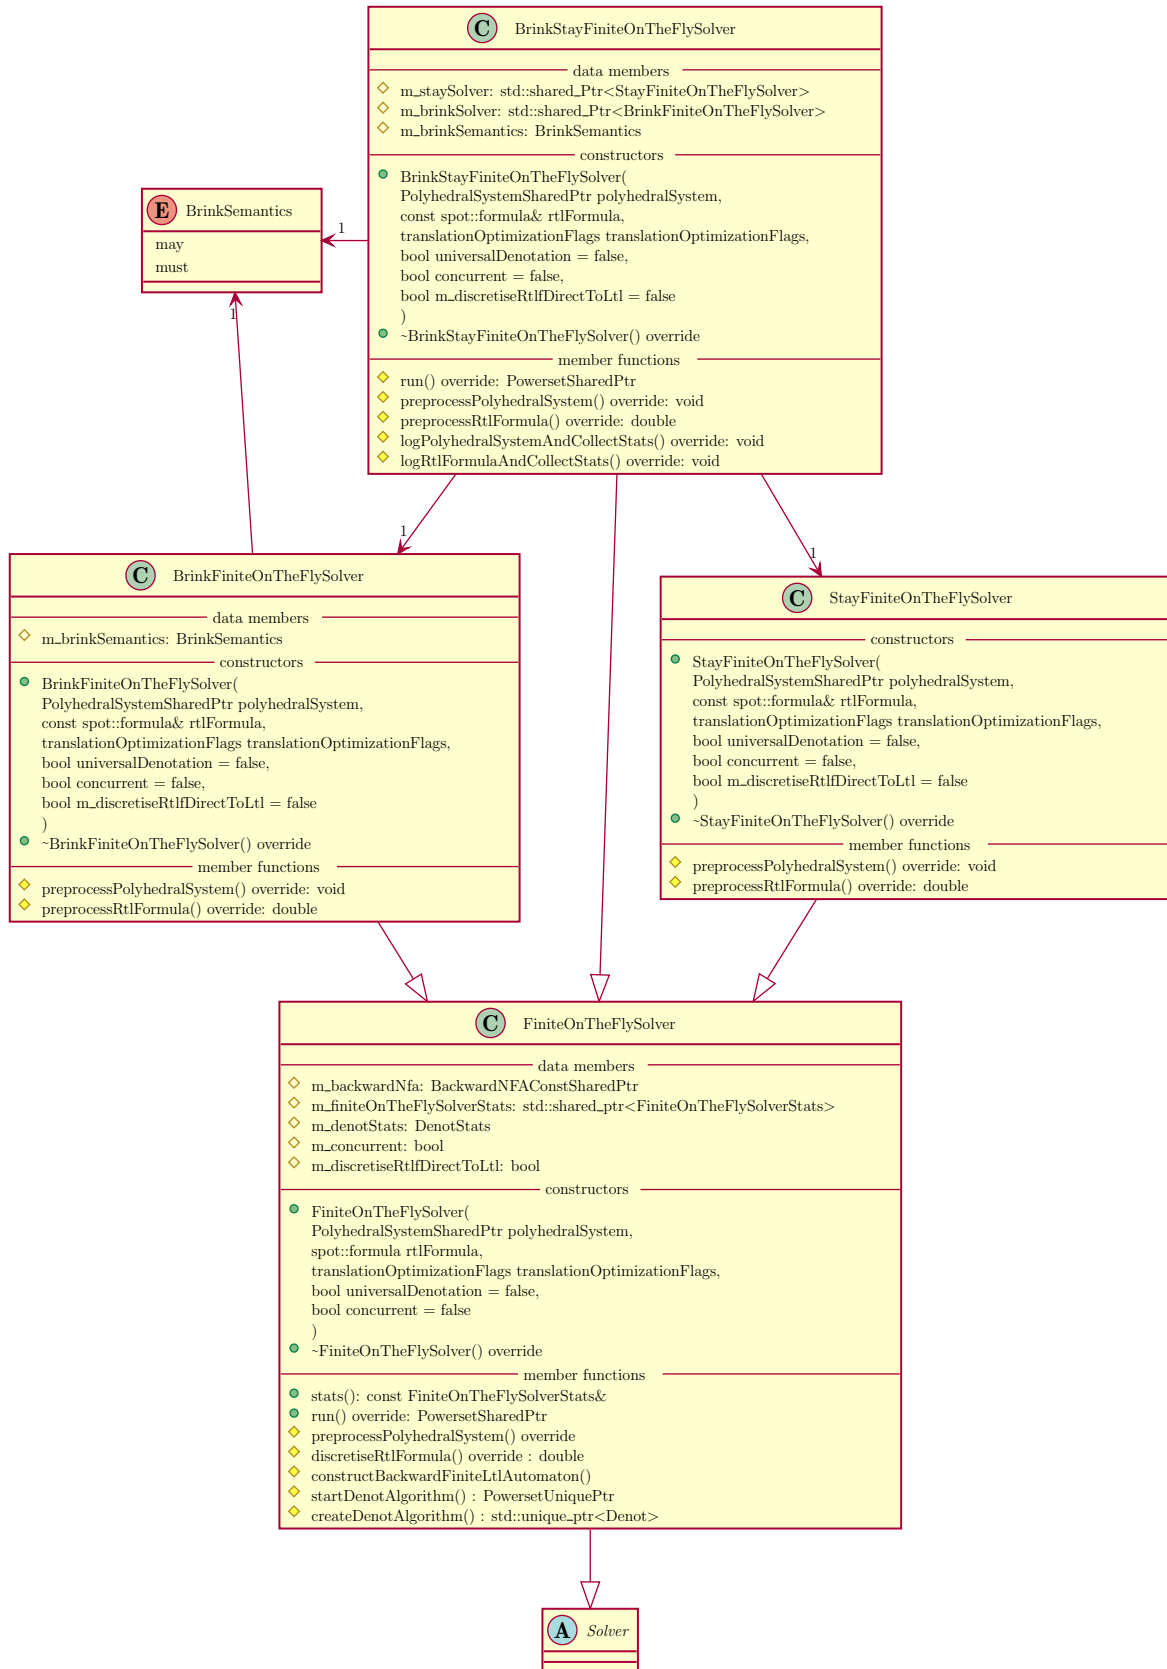 C BrinkStayFiniteOnTheFlySolver
data members
m_staySolver: std::shared_Ptr<StayFiniteOnTheFlySolver>
m_brinkSolver: std::shared_Ptr<BrinkFiniteOnTheFlySolver>
m_brinkSemantics: BrinkSemantics
constructors
BrinkStayFiniteOnTheFlySolver(
PolyhedralSystemSharedPtr polyhedralSystem,
const spot::formula& rtlFormula,
translationOptimizationFlags translationOptimizationFlags,
bool universalDenotation = false,
bool concurrent = false,
bool m_discretiseRtlfDirectToLtl = false
)
~BrinkStayFiniteOnTheFlySolver() override
member functions
run() override: PowersetSharedPtr
preprocessPolyhedralSystem() override: void
preprocessRtlFormula() override: double
logPolyhedralSystemAndCollectStats() override: void
logRtlFormulaAndCollectStats() override: void
E BrinkSemantics
may
must
1
1
1
1
C BrinkFiniteOnTheFlySolver
data members
m_brinkSemantics: BrinkSemantics
constructors
BrinkFiniteOnTheFlySolver(
PolyhedralSystemSharedPtr polyhedralSystem,
const spot::formula& rtlFormula,
translationOptimizationFlags translationOptimizationFlags,
bool universalDenotation = false,
bool concurrent = false,
bool m_discretiseRtlfDirectToLtl = false
)
~BrinkFiniteOnTheFlySolver() override
member functions
preprocessPolyhedralSystem() override: void
preprocessRtlFormula() override: double
C StayFiniteOnTheFlySolver
constructors
StayFiniteOnTheFlySolver(
PolyhedralSystemSharedPtr polyhedralSystem,
const spot::formula& rtlFormula,
translationOptimizationFlags translationOptimizationFlags,
bool universalDenotation = false,
bool concurrent = false,
bool m_discretiseRtlfDirectToLtl = false
)
~StayFiniteOnTheFlySolver() override
member functions
preprocessPolyhedralSystem() override: void
preprocessRtlFormula() override: double
C FiniteOnTheFlySolver
data members
m_backwardNfa: BackwardNFAConstSharedPtr
m_finiteOnTheFlySolverStats: std::shared_ptr<FiniteOnTheFlySolverStats>
m_denotStats: DenotStats
m_concurrent: bool
m_discretiseRtlfDirectToLtl: bool
constructors
FiniteOnTheFlySolver(
PolyhedralSystemSharedPtr polyhedralSystem,
spot::formula rtlFormula,
translationOptimizationFlags translationOptimizationFlags,
bool universalDenotation = false,
bool concurrent = false
)
~FiniteOnTheFlySolver() override
member functions
stats(): const FiniteOnTheFlySolverStats&
run() override: PowersetSharedPtr
preprocessPolyhedralSystem() override
discretiseRtlFormula() override : double
constructBackwardFiniteLtlAutomaton()
startDenotAlgorithm() : PowersetUniquePtr
createDenotAlgorithm() : std::unique_ptr<Denot>
A Solver